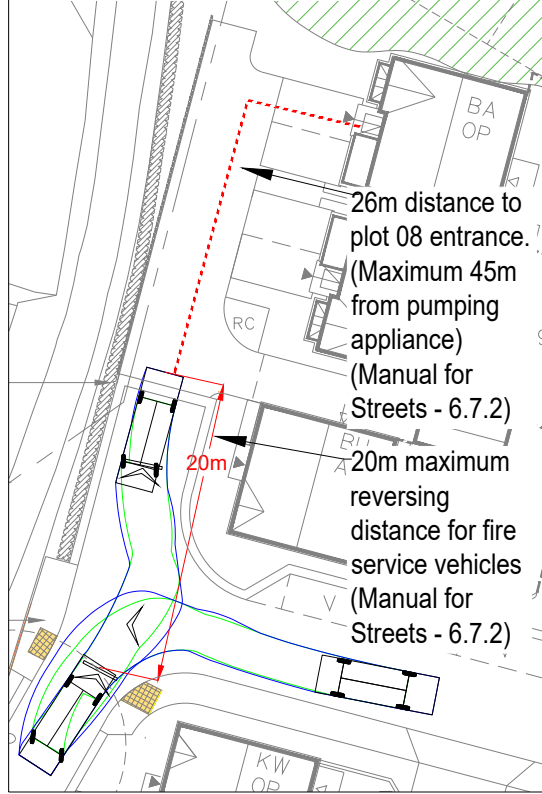 BA
OP
26m distance to
plot 08 entrance.
(Maximum 45m
from pumping
appliance)
(Manual for
Streets - 6.7.2)
RC
BU
A
20m
20m maximum
reversing
distance for fire
service vehicles
(Manual for
Streets - 6.7.2)
V
KW
OP